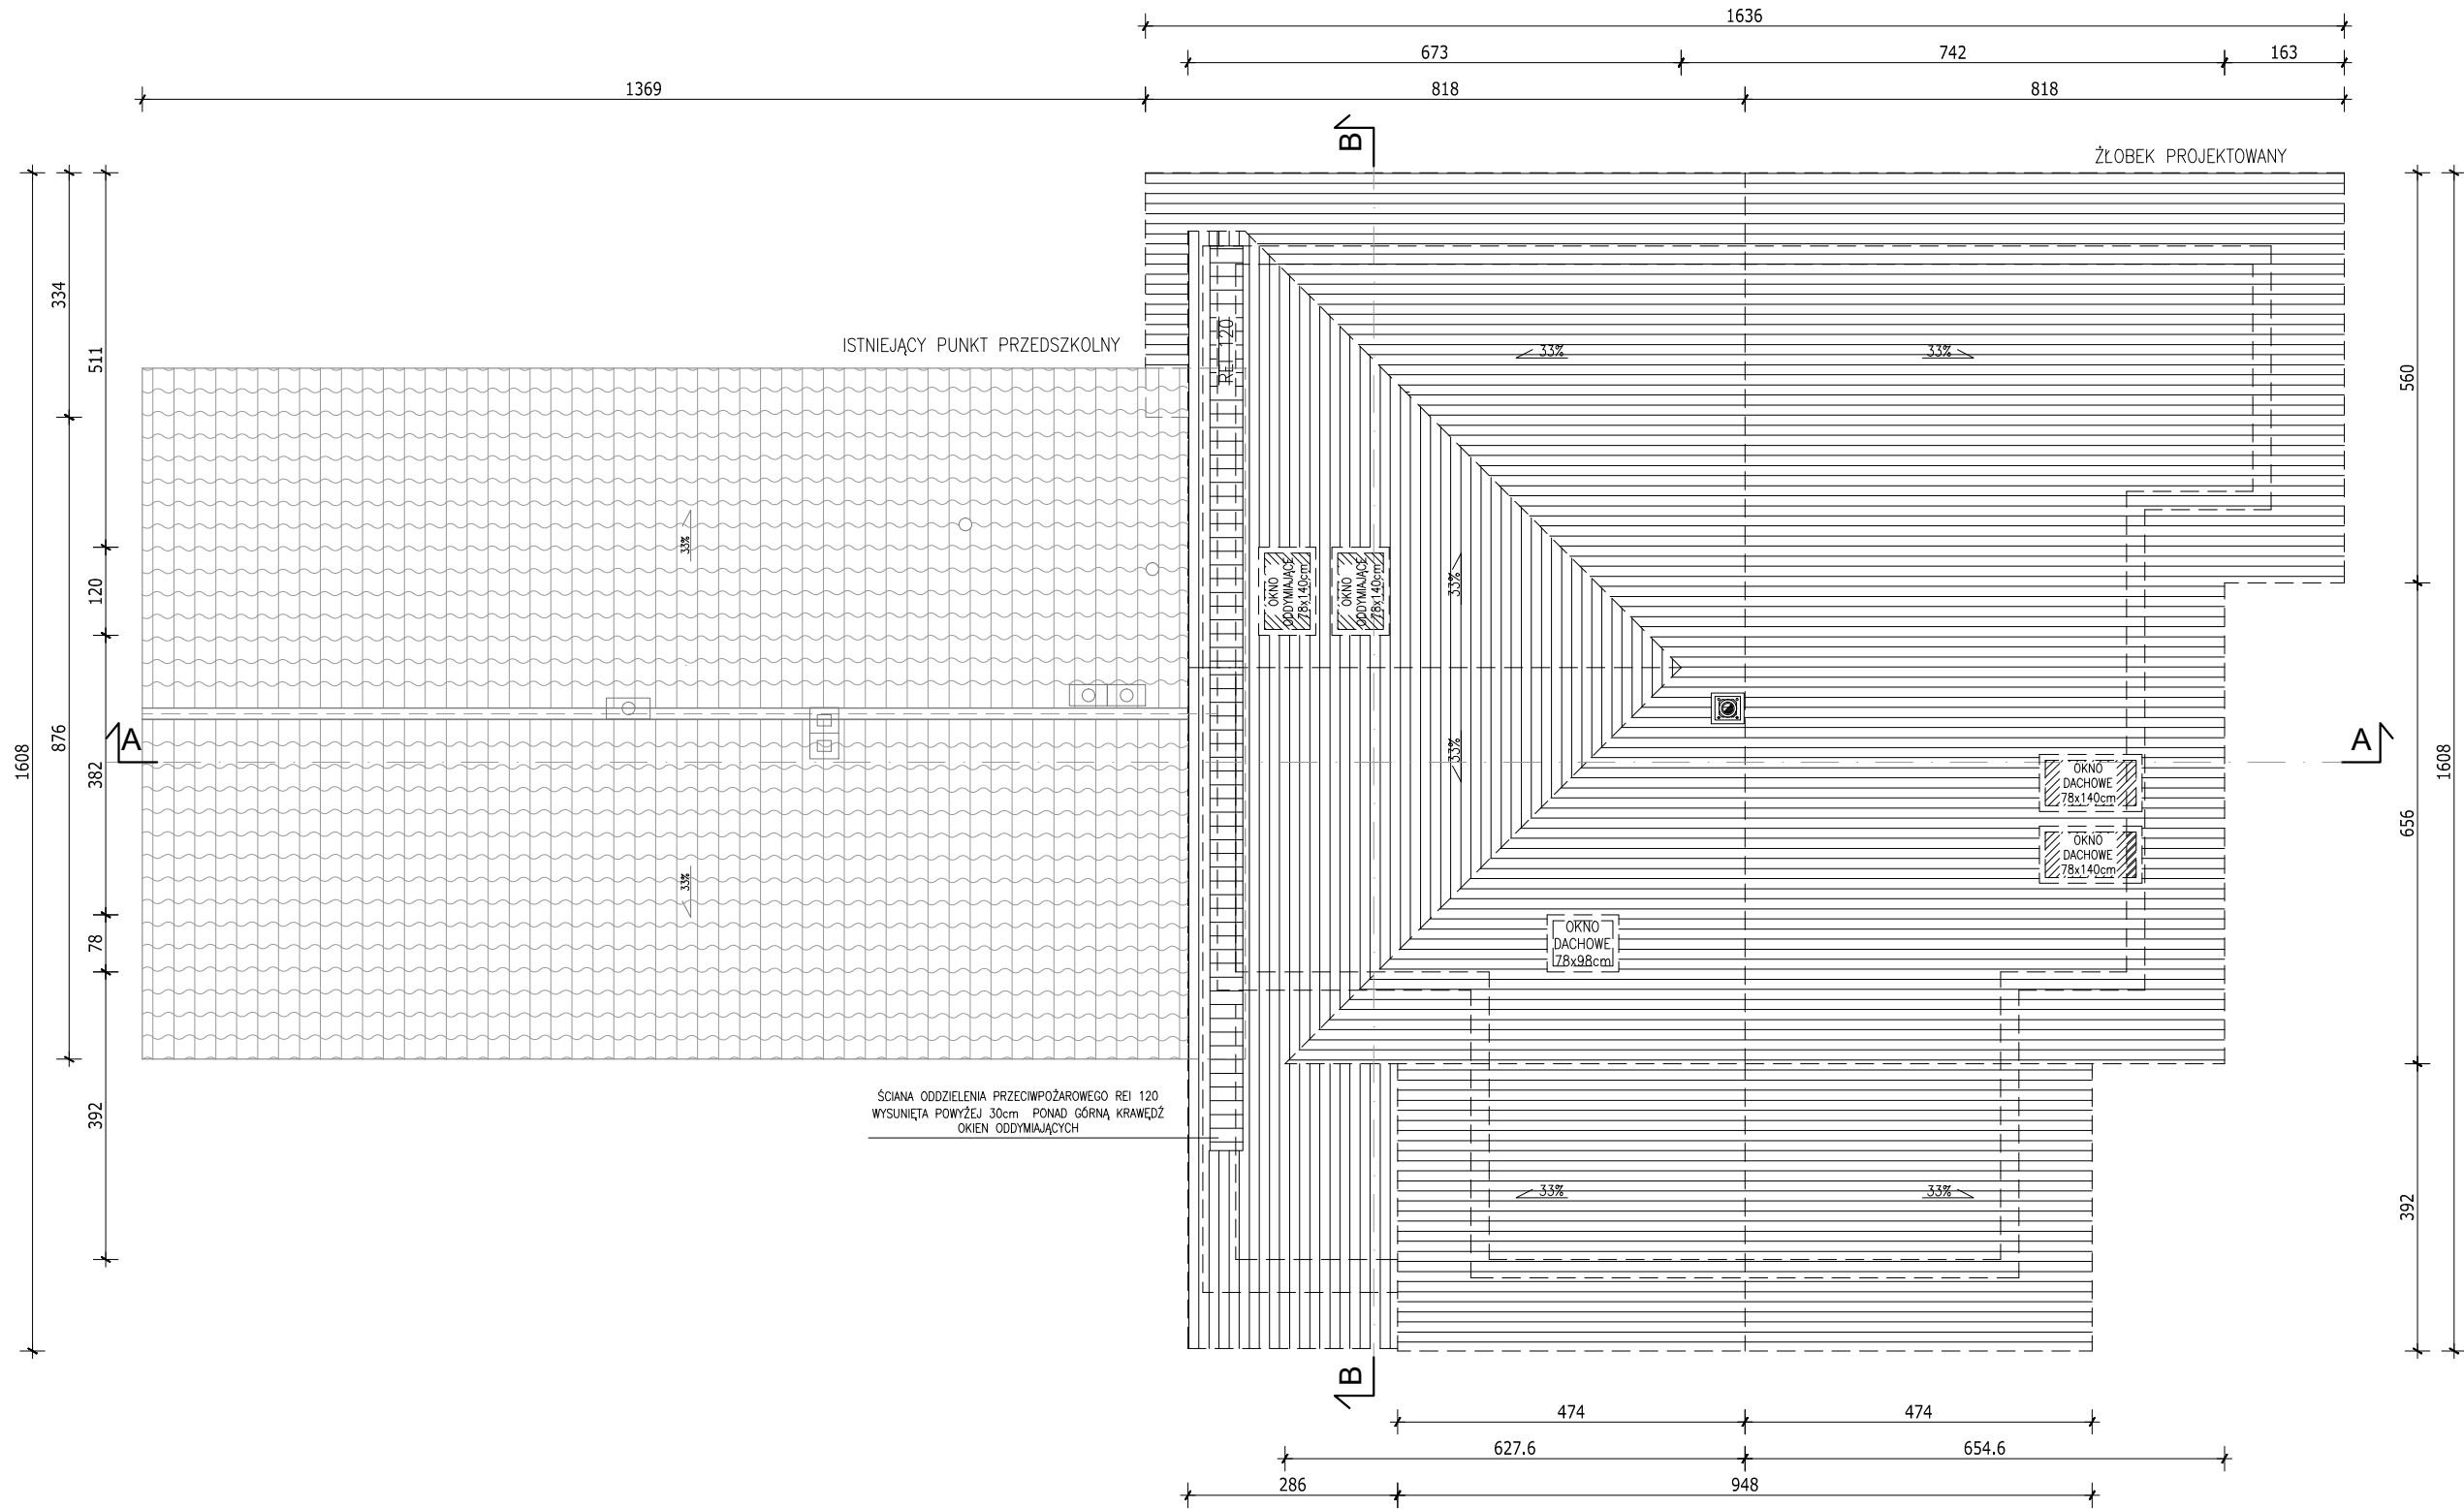 1636
673
742
163
1369
818
818
B
ŻŁOBEK PROJEKTOWANY
334
511
ISTNIEJĄCY PUNKT PRZEDSZKOLNY
REI 120
33%
33%
560
33%
120
OKNO
ODDYMIAJĄCE
78x140cm
OKNO
ODDYMIAJĄCE
78x140cm
33%
1608
876
A
382
33%
A
1608
OKNO
DACHOWE
78x140cm
OKNO
DACHOWE
78x140cm
656
33%
78
OKNO
DACHOWE
78x98cm
392
ŚCIANA ODDZIELENIA PRZECIWPOŻAROWEGO REI 120
WYSUNIĘTA POWYŻEJ 30cm PONAD GÓRNĄ KRAWĘDŹ
OKIEN ODDYMIAJĄCYCH
33%
33%
392
B
474
474
627.6
654.6
286
948